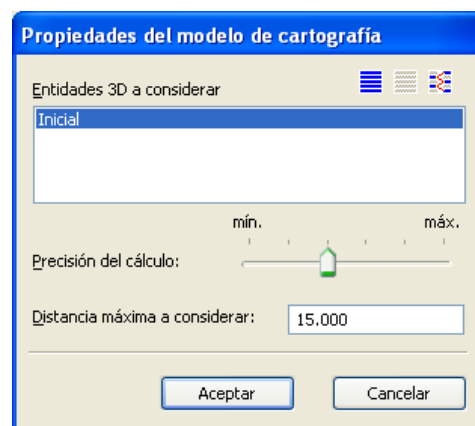 Propiedades del modelo de cartografía
Entidades 3D a considerar
Inicial
mín. máx.
Precisión del cálculo:
Distancia máxima a considerar: 15.000
Aceptar Cancelar